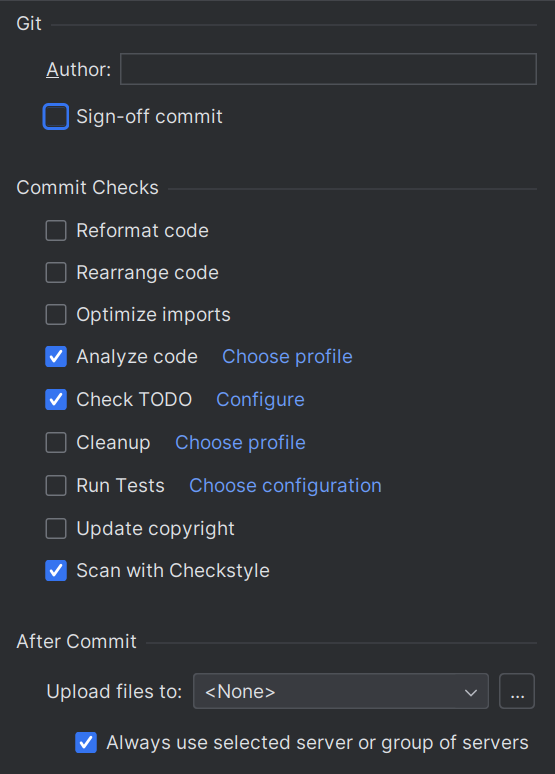 Git
Author:
Sign-off commit
Commit Checks
Reformat code
Rearrange code
Optimize imports
Analyze code Choose profile
Check TODO Configure
Cleanup Choose profile
Run Tests Choose configuration
Update copyright
Scan with Checkstyle
After Commit
Upload files to: <None> ...
Always use selected server or group of servers